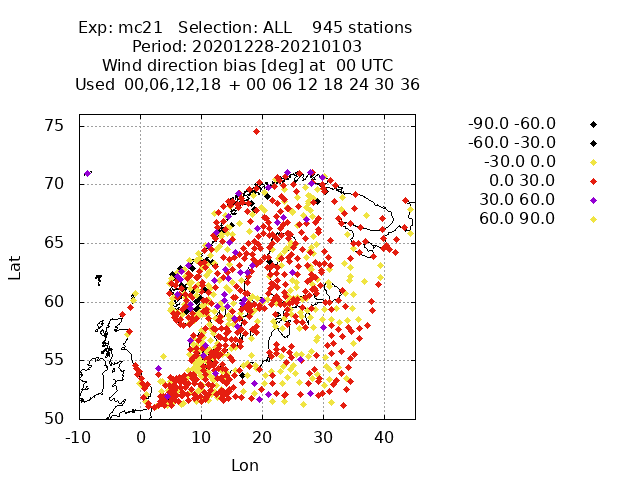 Exp: mc21 Selection: ALL 945 stations
Period: 20201228-20210103
Wind direction bias [deg] at 00 UTC
Used 00,06,12,18 + 00 06 12 18 24 30 36
75
70
65
60
55
50
-10 0 10 20 30 40
Lat
Lon
-90.0 -60.0
-60.0 -30.0
-30.0 0.0
0.0 30.0
30.0 60.0
60.0 90.0